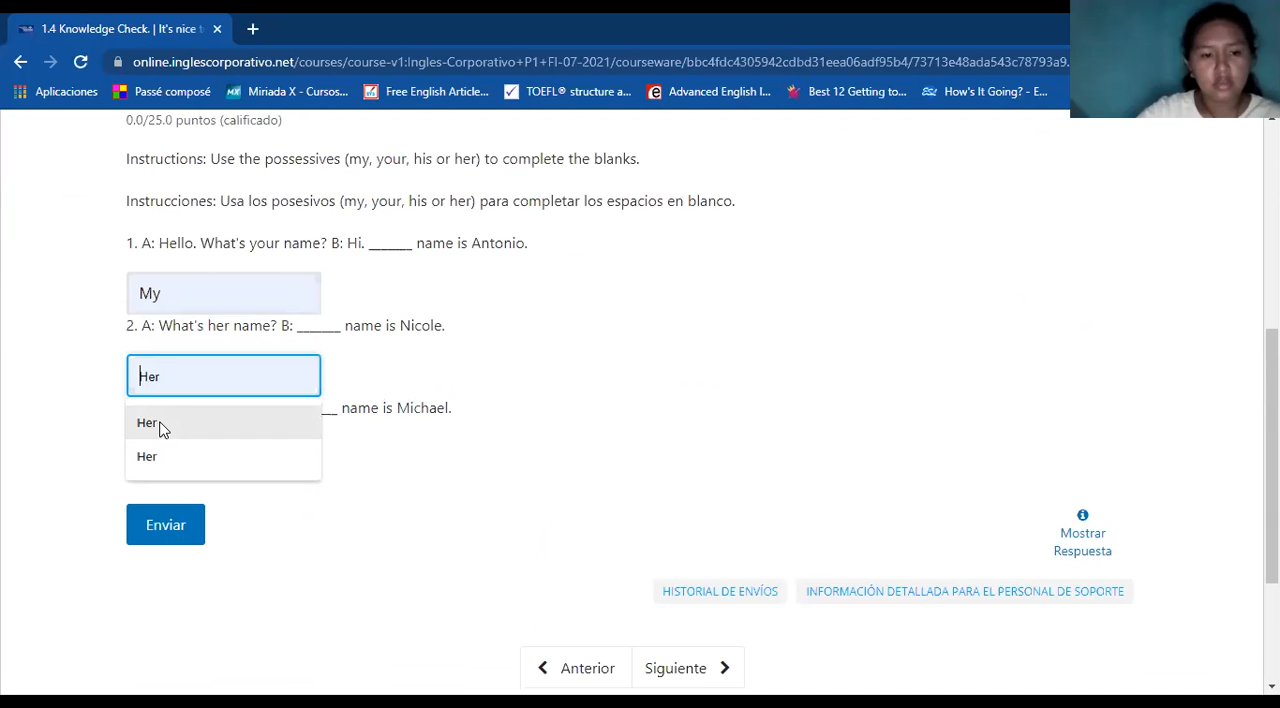 1.4 Knowledge Check. | It's nice t
online.inglescorporativo.net/courses/course-v1:Ingles-Corporativo+P1+FI-07-2021/courseware/bbc4fdc4305942cdbd31eea06adf95b4/73713e48ada543c78793a9.
Aplicaciones Passé composé Miriada X - Cursos... Free English Article... TOEFL® structure a... Advanced English I... Best 12 Getting to... How's It Going? – E...
0.0/25.0 puntos (calificado)
Instructions: Use the possessives (my, your, his or her) to complete the blanks.
Instrucciones: Usa los posesivos (my, your, his or her) para completar los espacios en blanco.
1. A: Hello. What's your name? B: Hi. _______ name is Antonio.
My
2. A: What's her name? B: _______ name is Nicole.
Her
__ name is Michael.
Her
Her
Enviar
Mostrar
Respuesta
HISTORIAL DE ENVÍOS INFORMACIÓN DETALLADA PARA EL PERSONAL DE SOPORTE
Anterior Siguiente